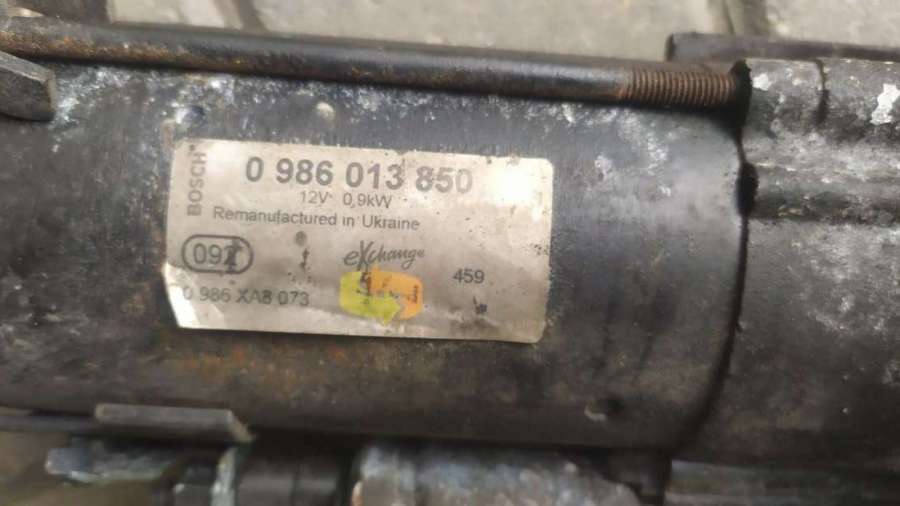 BOSCH
0 986 013 850
12V 0,9kW
Remanufactured in Ukraine
092
eXchange
459
0 986 XA8 073